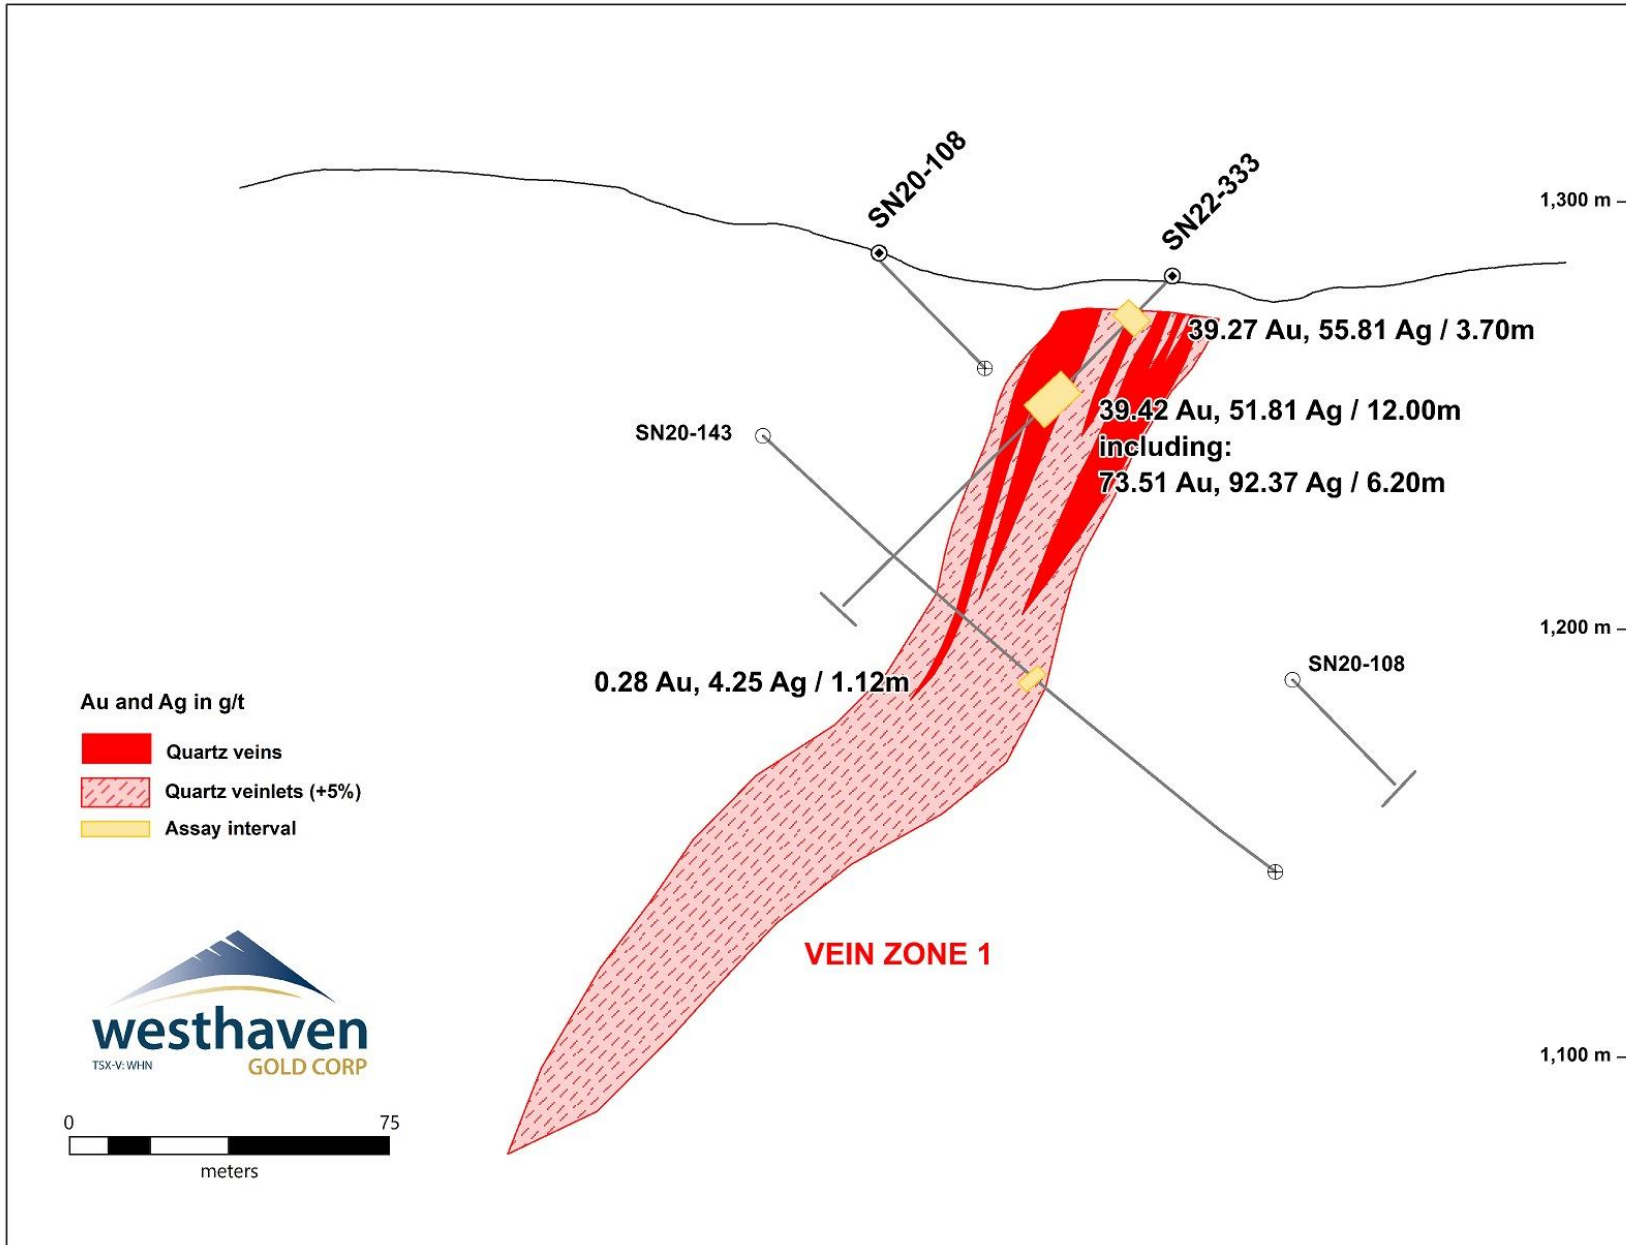 SN20-108
SN22-333
1,300 m
39.27 Au, 55.81 Ag / 3.70m
39.42 Au, 51.81 Ag / 12.00m
including:
73.51 Au, 92.37 Ag / 6.20m
SN20-143
1,200 m
SN20-108
0.28 Au, 4.25 Ag / 1.12m
Au and Ag in g/t
Quartz veins
Quartz veinlets (+5%)
Assay interval
VEIN ZONE 1
westhaven
TSX-V: WHN
GOLD CORP
1,100 m
0 75
meters